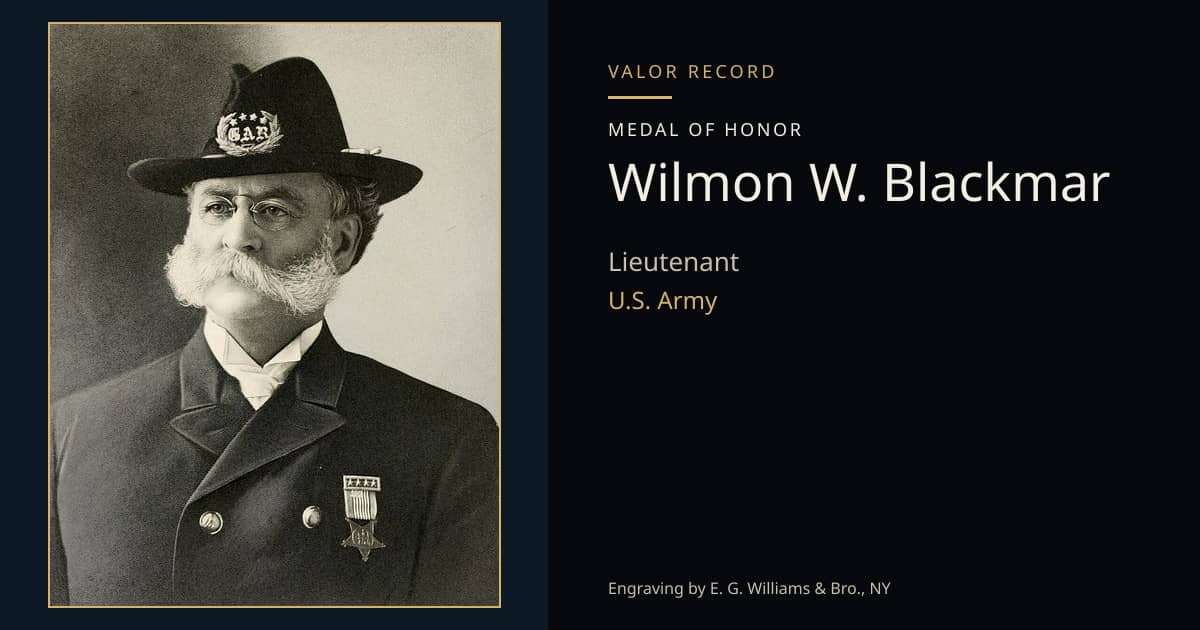 GAR
VALOR RECORD
MEDAL OF HONOR
Wilmon W. Blackmar
Lieutenant
U.S. Army
Engraving by E. G. Williams & Bro., NY